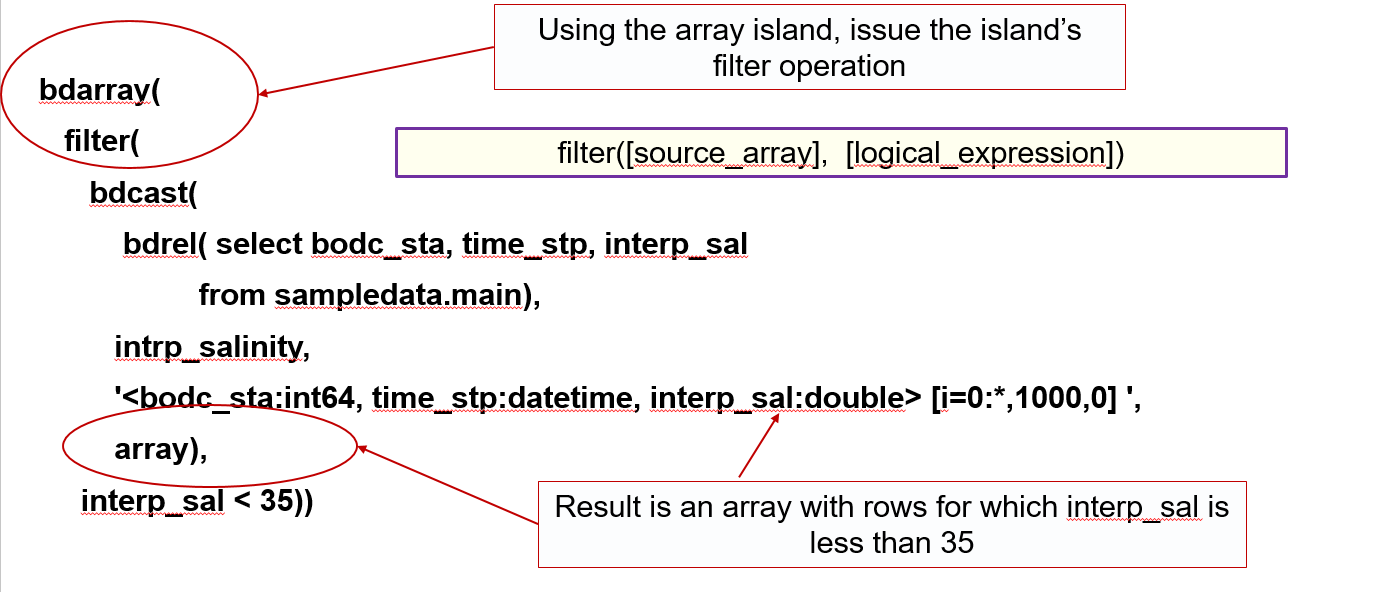 Using the array island, issue the island’s
filter operation
bdarray(
filter(
filter([source_array], [logical_expression])
bdcast(
bdrel( select bodc_sta, time_stp, interp_sal
from sampledata.main),
intrp_salinity,
'<bodc_sta:int64, time_stp:datetime, interp_sal:double> [i=0:*,1000,0] ',
array),
interp_sal < 35))
Result is an array with rows for which interp_sal is
less than 35